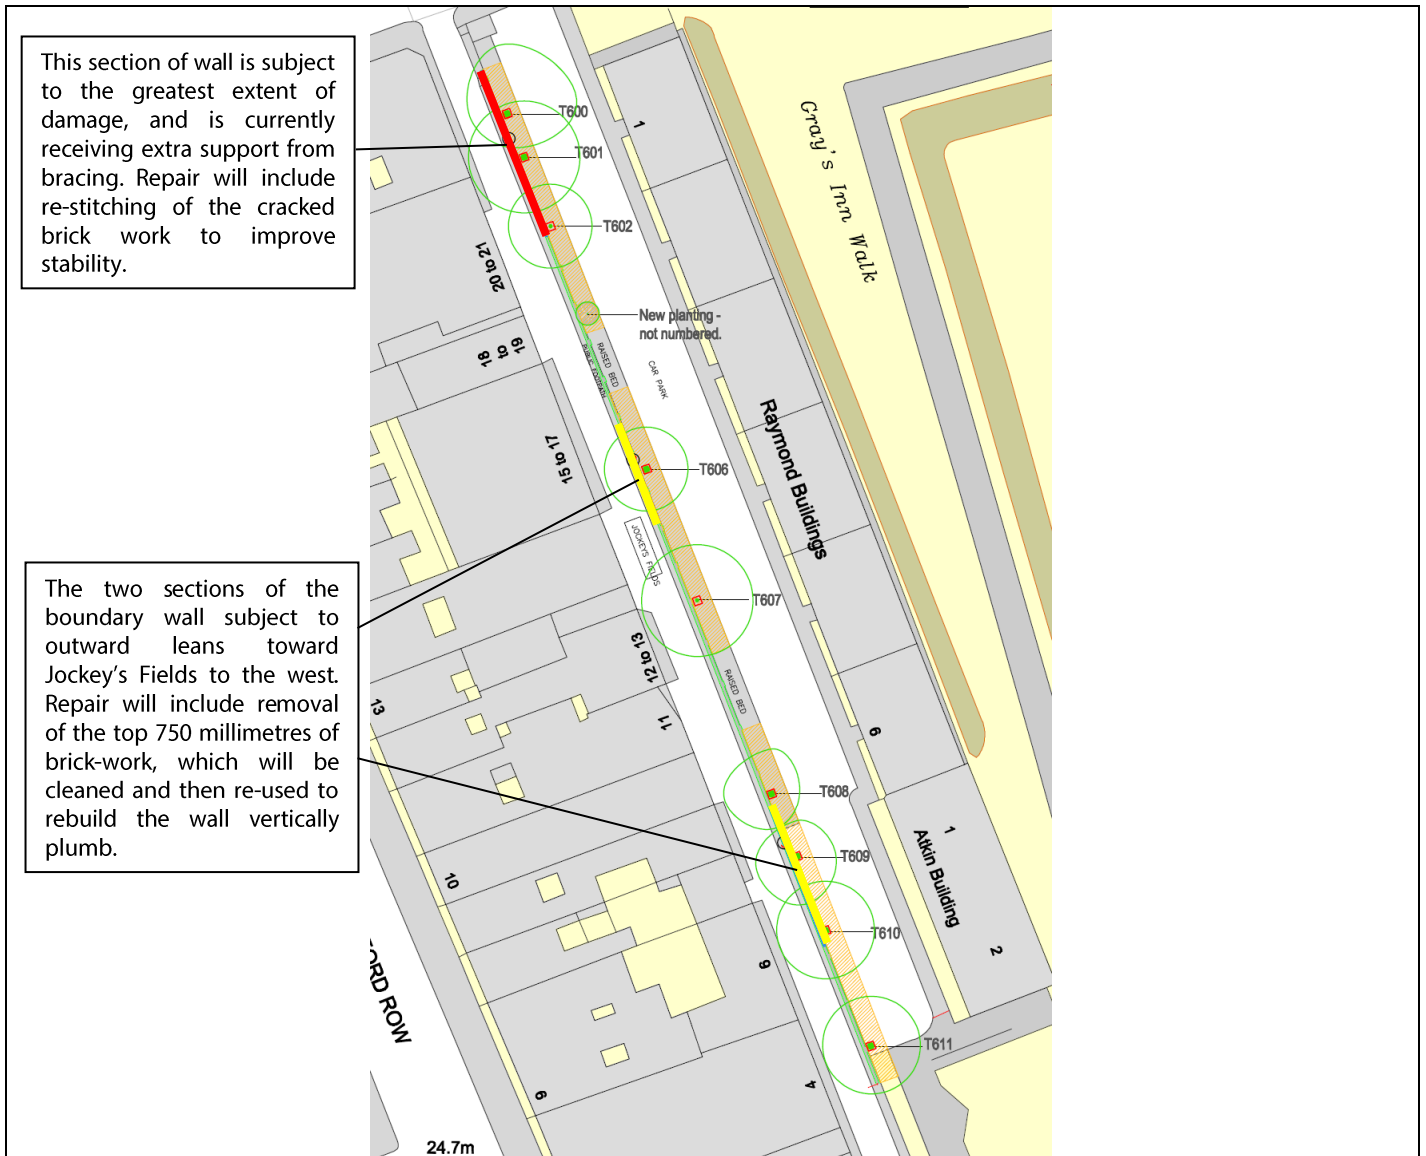 This section of wall is subject
to the greatest extent of
damage, and is currently
receiving extra support from
bracing. Repair will include
re-stitching of the cracked
brick work to improve
stability.
The two sections of the
boundary wall subject to
outward leans toward
Jockey's Fields to the west.
Repair will include removal
of the top 750 millimetres of
brick-work, which will be
cleaned and then re-used to
rebuild the wall vertically
plumb.
T600
T601
T602
New planting -
not numbered.
T606
T607
T608
T609
T610
T611
1
Gray's Inn Walk
20 to 21
19
to
18
RAISED BED
PUBLIC FOOTPATH
CAR PARK
15 to 17
Raymond Buildings
JOCKEYS FIELDS
12 to 13
RAISED BED
11
13
6
10
1
Atkin Building
2
9
4
9
ORD ROW
24.7m